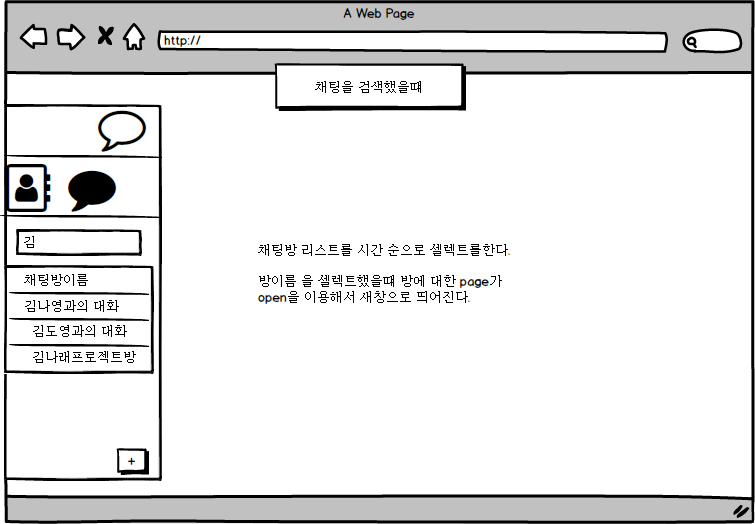 A Web Page
http://
채팅을 검색했을때
김
채팅방이름
김나영과의 대화
김도영과의 대화
김나래프로젝트방
+
채팅방 리스트를 시간 순으로 셀렉트를한다.
방이름 을 셀렉트했을때 방에 대한 page가
open을 이용해서 새창으로 띄어진다.